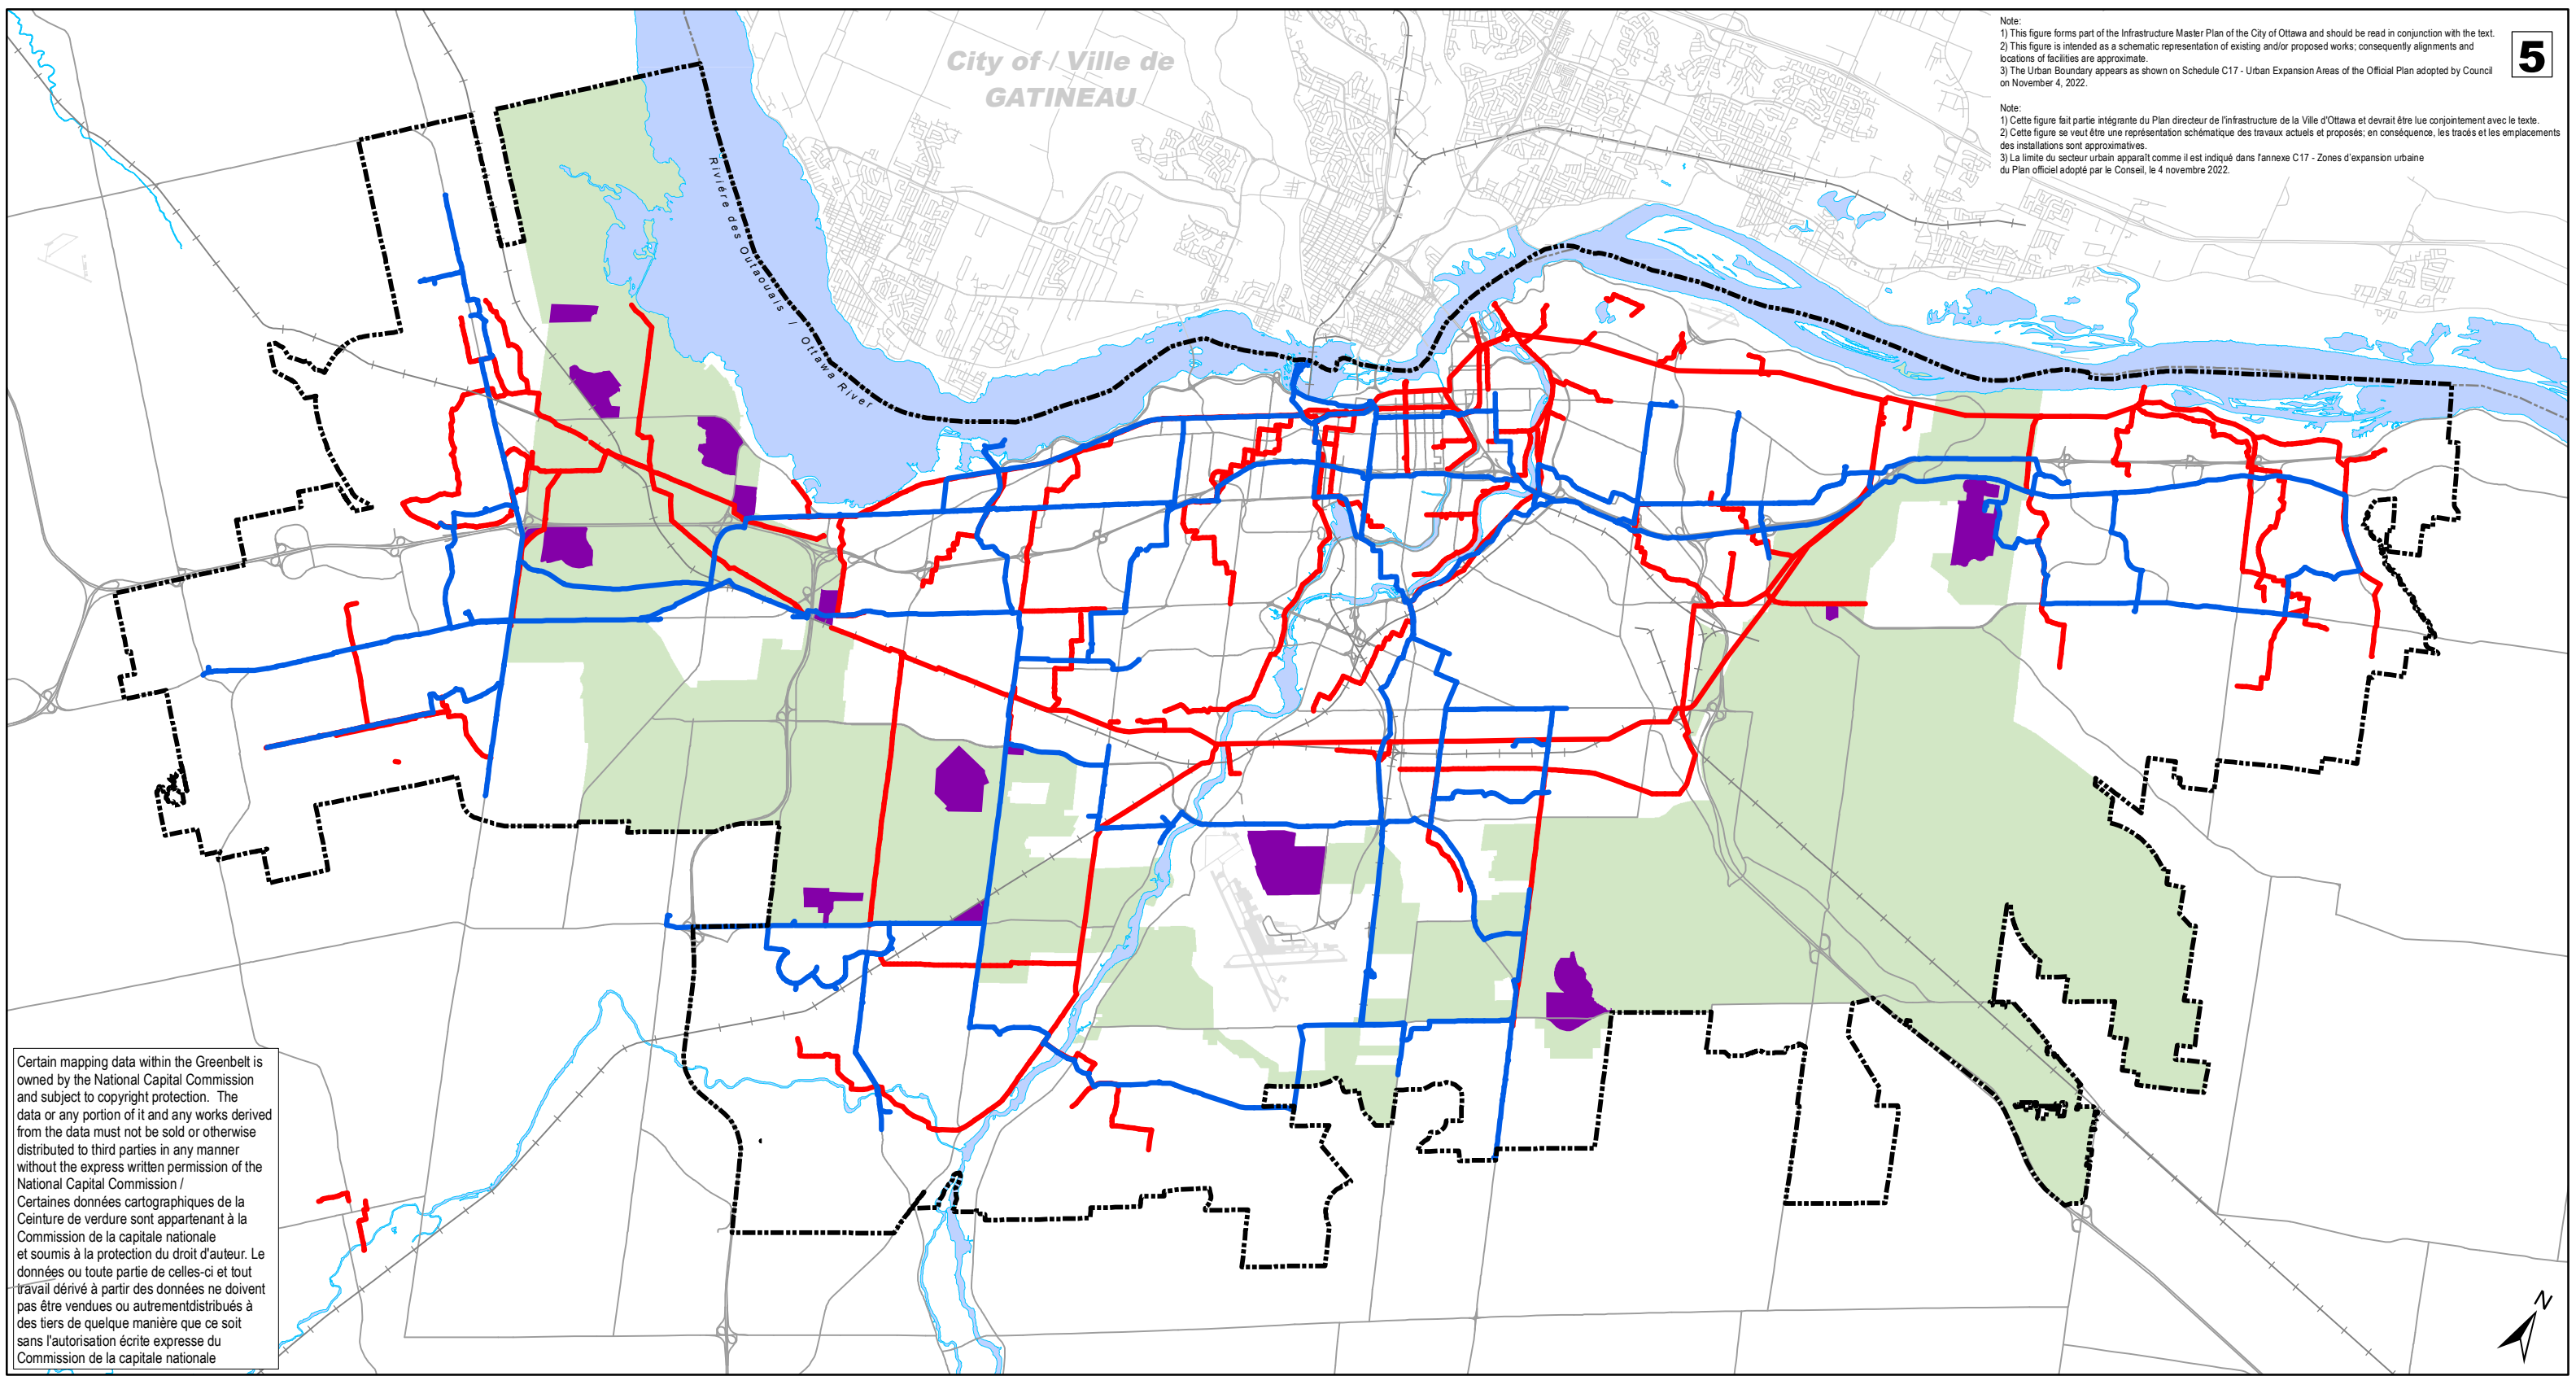 City of / Ville de
GATINEAU
Note:
1) This figure forms part of the Infrastructure Master Plan of the City of Ottawa and should be read in conjunction with the text.
2) This figure is intended as a schematic representation of existing and/or proposed works; consequently alignments and
locations of facilities are approximate.
3) The Urban Boundary appears as shown on Schedule C17 - Urban Expansion Areas of the Official Plan adopted by Council
on November 4, 2022.
5
Note:
1) Cette figure fait partie intégrante du Plan directeur de l'infrastructure de la Ville d'Ottawa et devrait être lue conjointement avec le texte.
2) Cette figure se veut être une représentation schématique des travaux actuels et proposés; en conséquence, les tracés et les emplacements
des installations sont approximatives.
3) La limite du secteur urbain apparaît comme il est indiqué dans l'annexe C17 - Zones d'expansion urbaine
du Plan officiel adopté par le Conseil, le 4 novembre 2022.
Rivière des Outaouais / Ottawa River
Certain mapping data within the Greenbelt is
owned by the National Capital Commission
and subject to copyright protection. The
data or any portion of it and any works derived
from the data must not be sold or otherwise
distributed to third parties in any manner
without the express written permission of the
National Capital Commission /
Certaines données cartographiques de la
Ceinture de verdure sont appartenant à la
Commission de la capitale nationale
et soumis à la protection du droit d'auteur. Le
données ou toute partie de celles-ci et tout
travail dérivé à partir des données ne doivent
pas être vendues ou autrementdistribués à
des tiers de quelque manière que ce soit
sans l'autorisation écrite expresse du
Commission de la capitale nationale
N